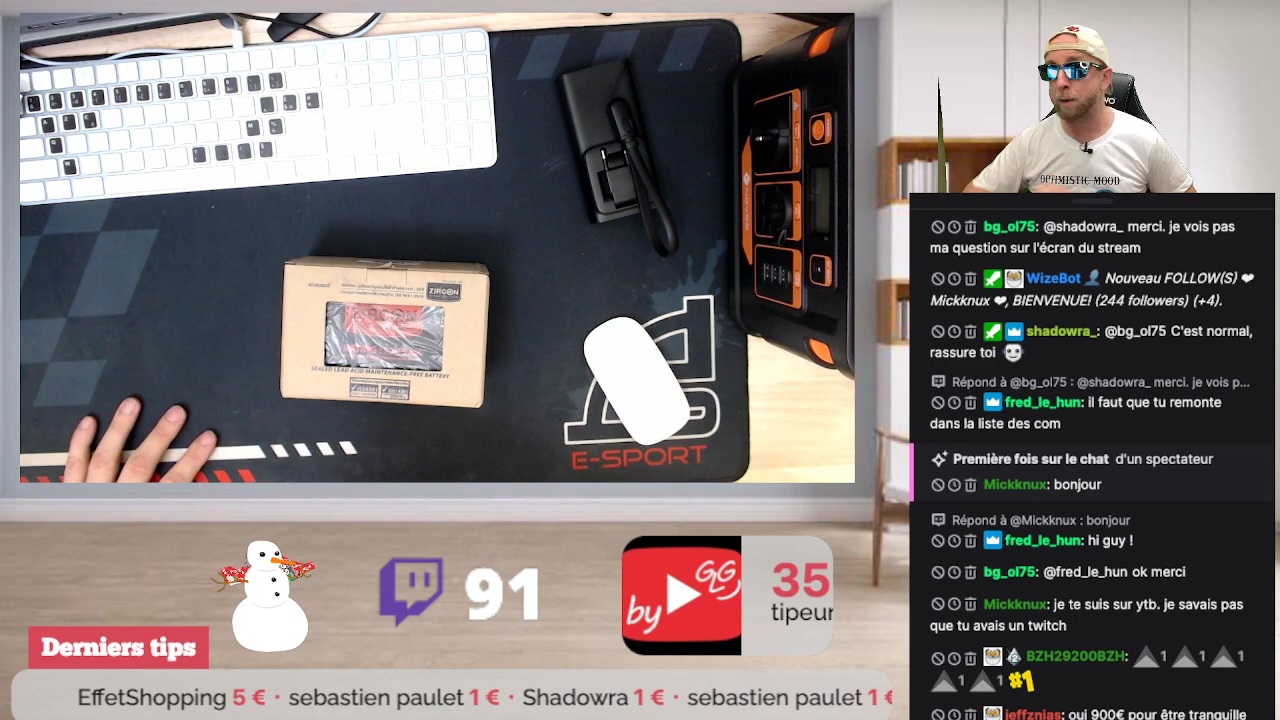 ZIRCON
ZIRCON
SEALED LEAD ACID MAINTENANCE-FREE BATTERY
E-SPORT
OPHMISTIC MOOD
bg_ol75: @shadowra_ merci. je vois pas
ma question sur l'écran du stream
WizeBot Nouveau FOLLOW(S) ❤
Mickknux ❤, BIENVENUE! (244 followers) (+4).
shadowra_: @bg_ol75 C'est normal,
rassure toi
Répond à @bg_ol75 : @shadowra_ merci. je vois p...
fred_le_hun: il faut que tu remonte
dans la liste des com
Première fois sur le chat d'un spectateur
Mickknux: bonjour
Répond à @Mickknux : bonjour
fred_le_hun: hi guy !
bg_ol75: @fred_le_hun ok merci
Mickknux: je te suis sur ytb. je savais pas
que tu avais un twitch
BZH29200BZH: 1 1 1
1 1 #1
jeffznias: oui 900€ pour être tranquille
91
by GG
35
tipeur
Derniers tips
EffetShopping 5 € · sebastien paulet 1 € · Shadowra 1 € · sebastien paulet 1 €